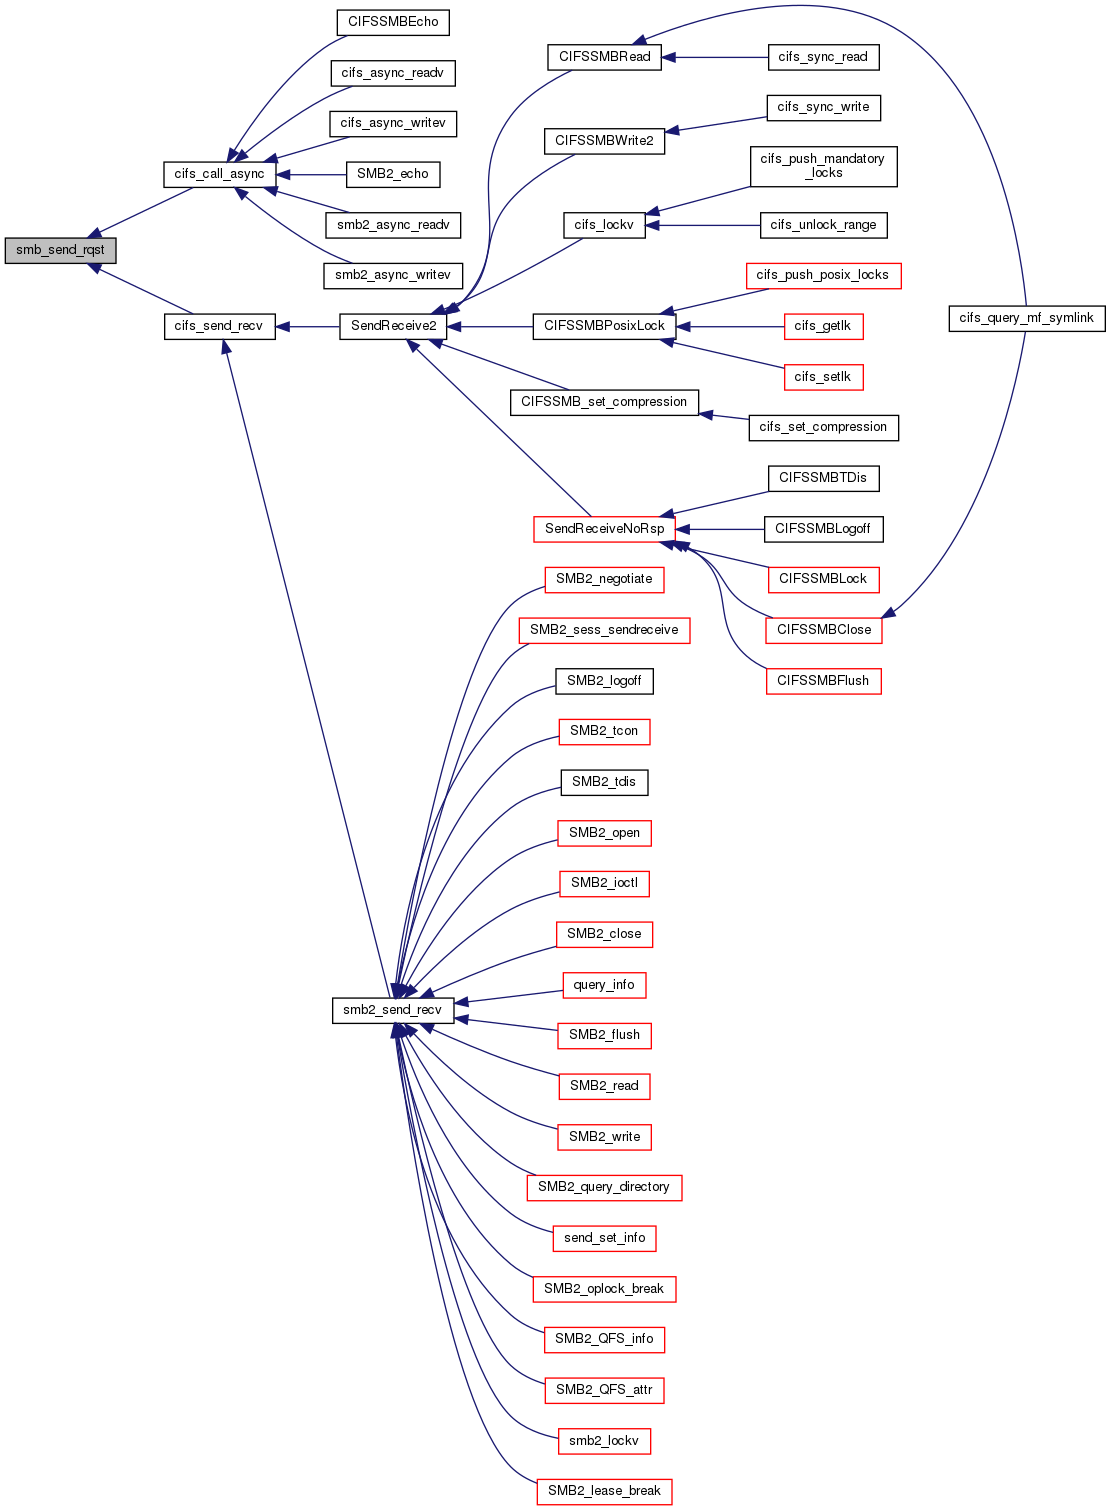 CIFSSMBEcho
cifs_async_readv
cifs_async_writev
cifs_call_async
SMB2_echo
smb2_async_readv
smb2_async_writev
smb_send_rqst
cifs_send_recv
SendReceive2
CIFSSMBRead
cifs_sync_read
CIFSSMBWrite2
cifs_sync_write
cifs_lockv
cifs_push_mandatory
_locks
cifs_unlock_range
CIFSSMBPosixLock
cifs_push_posix_locks
cifs_getlk
cifs_setlk
cifs_query_mf_symlink
CIFSSMB_set_compression
cifs_set_compression
SendReceiveNoRsp
CIFSSMBTDis
CIFSSMBLogoff
CIFSSMBLock
CIFSSMBClose
CIFSSMBFlush
SMB2_negotiate
SMB2_sess_sendreceive
SMB2_logoff
SMB2_tcon
SMB2_tdis
SMB2_open
SMB2_ioctl
SMB2_close
query_info
smb2_send_recv
SMB2_flush
SMB2_read
SMB2_write
SMB2_query_directory
send_set_info
SMB2_oplock_break
SMB2_QFS_info
SMB2_QFS_attr
smb2_lockv
SMB2_lease_break